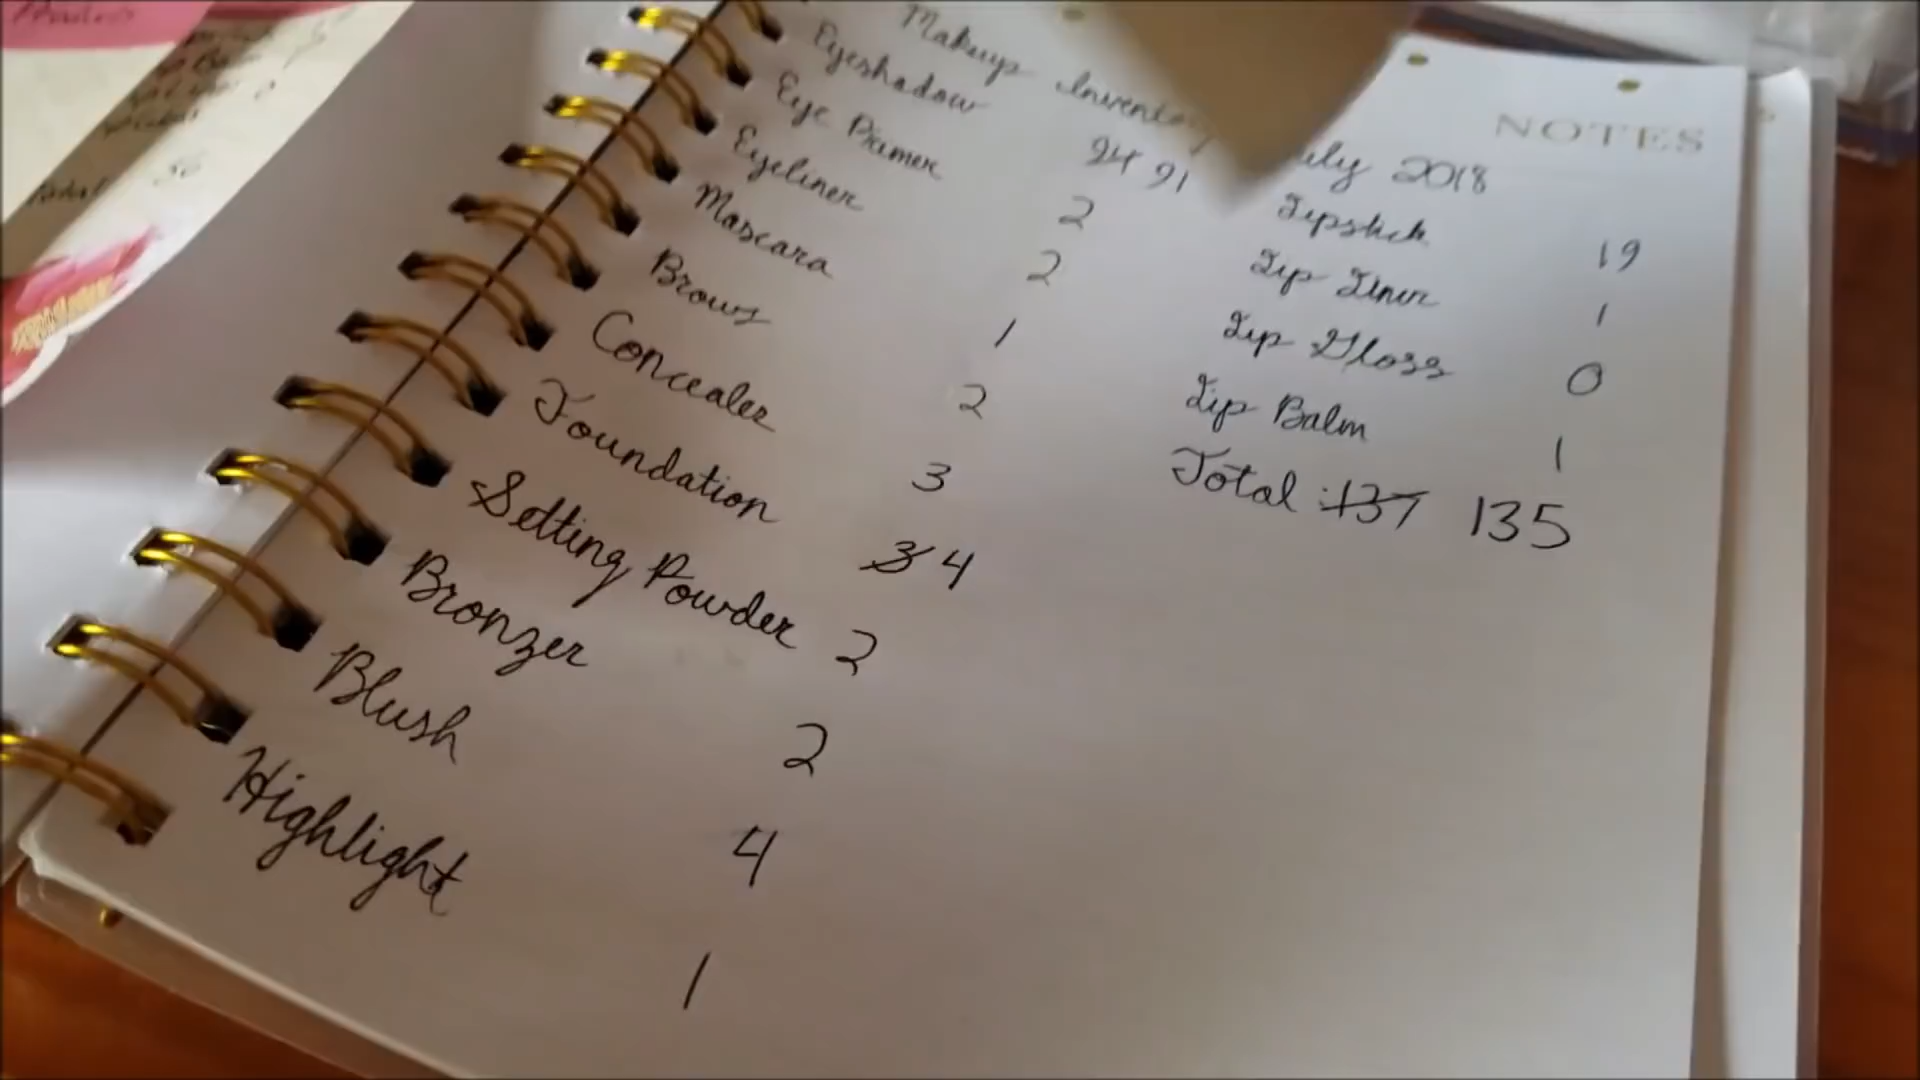 NOTES
Makeup Inventory uly 2018
Eyeshadow 94 91 Lipstick 19
Eye Primer 2 Lip Liner 1
Eyeliner 2 Lip Gloss 0
Mascara 1 Lip Balm 1
Brows 2 Total : 137 135
Concealer 3
Foundation 3 4
Setting Powder 2
Bronzer 2
Blush 4
Highlight 1